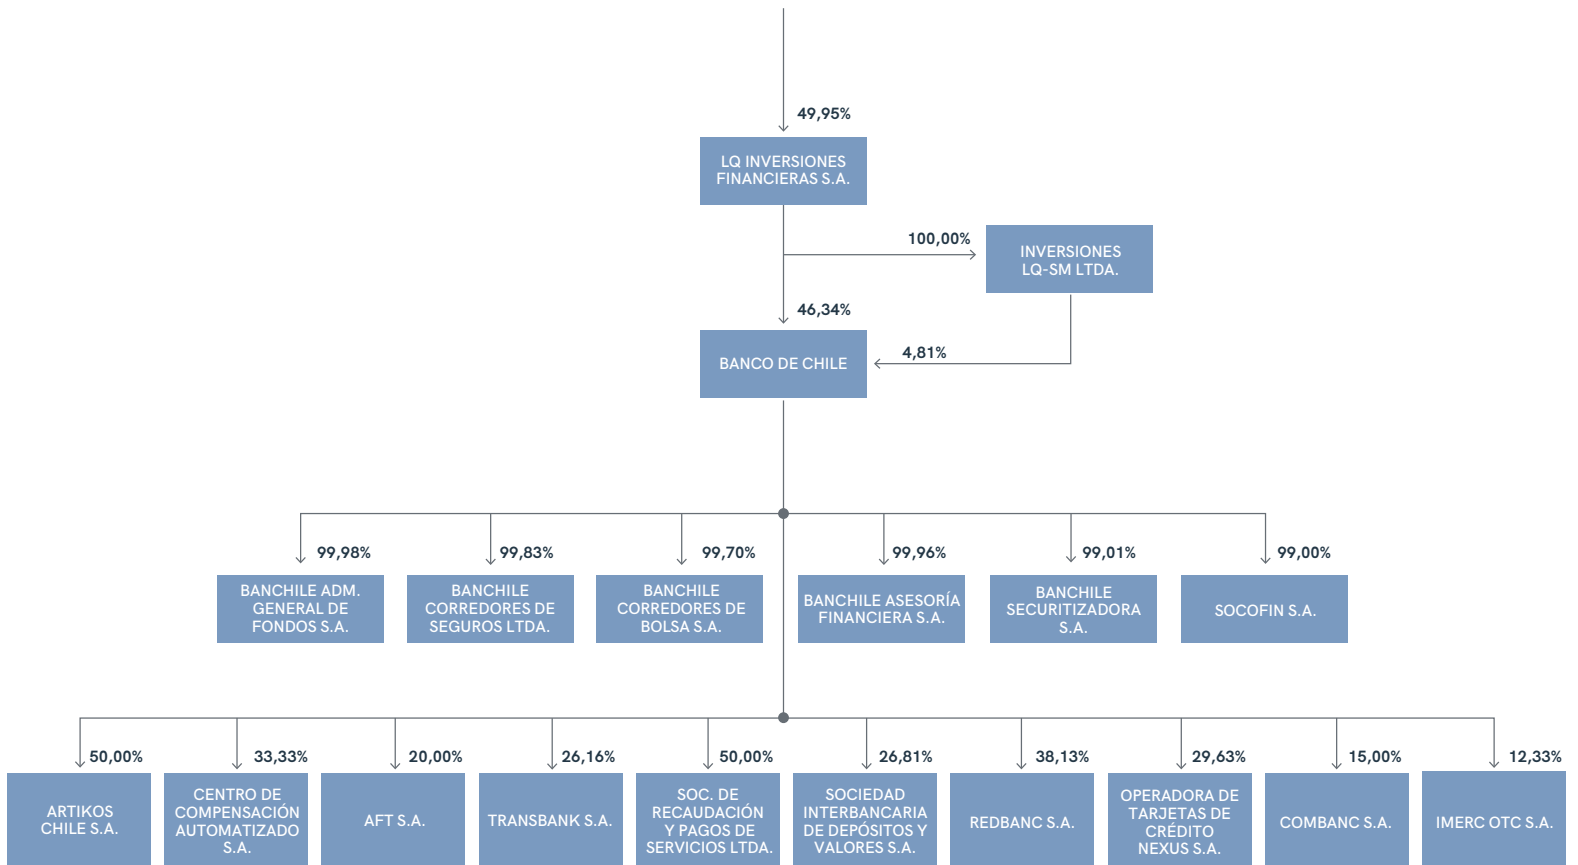 49,95%
LQ INVERSIONES
FINANCIERAS S.A.
100,00%
INVERSIONES
LQ-SM LTDA.
46,34%
BANCO DE CHILE
4,81%
99,98%
99,83%
99,70%
99,96%
99,01%
99,00%
BANCHILE ADM.
GENERAL DE
FONDOS S.A.
BANCHILE
CORREDORES DE
SEGUROS LTDA.
BANCHILE
CORREDORES DE
BOLSA S.A.
BANCHILE ASESORÍA
FINANCIERA S.A.
BANCHILE
SECURITIZADORA
S.A.
SOCOFIN S.A.
50,00%
33,33%
20,00%
26,16%
50,00%
26,81%
38,13%
29,63%
15,00%
12,33%
ARTIKOS
CHILE S.A.
CENTRO DE
COMPENSACIÓN
AUTOMATIZADO
S.A.
AFT S.A.
TRANSBANK S.A.
SOC. DE
RECAUDACIÓN
Y PAGOS DE
SERVICIOS LTDA.
SOCIEDAD
INTERBANCARIA
DE DEPÓSITOS Y
VALORES S.A.
REDBANC S.A.
OPERADORA DE
TARJETAS DE
CRÉDITO
NEXUS S.A.
COMBANC S.A.
IMERC OTC S.A.